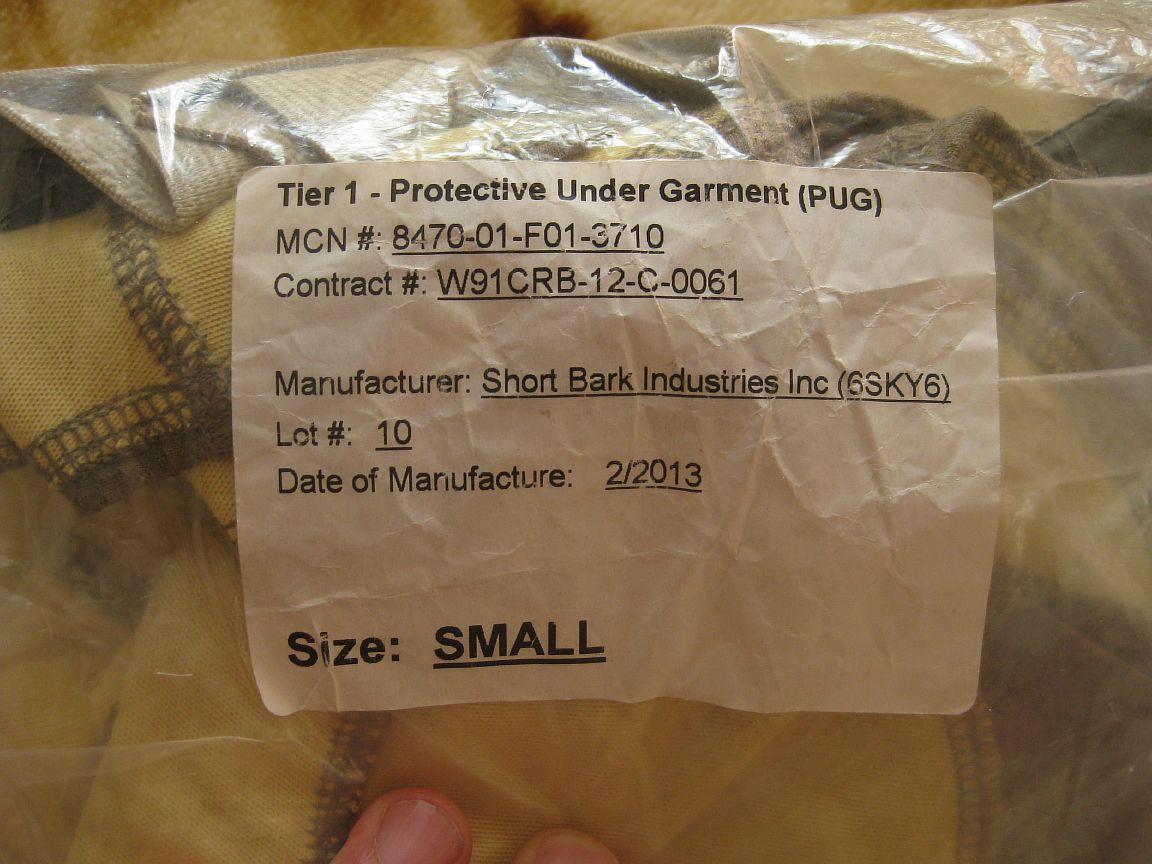 Tier 1 - Protective Under Garment (PUG)
MCN #: 8470-01-F01-3710
Contract #: W91CRB-12-C-0061
Manufacturer: Short Bark Industries Inc (6SKY6)
Lot #: 10
Date of Manufacture: 2/2013
Size: SMALL